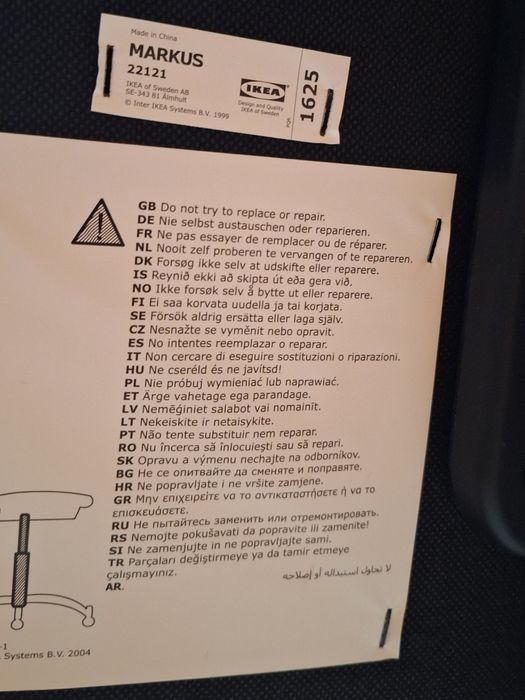 Made in China
MARKUS
22121
IKEA of Sweden AB
SE-343 81 Älmhult
© Inter IKEA Systems B.V. 1999
IKEA
Design and Quality
IKEA of Sweden
1625
GB Do not try to replace or repair.
DE Nie selbst austauschen oder reparieren.
FR Ne pas essayer de remplacer ou de réparer.
NL Nooit zelf proberen te vervangen of te repareren.
DK Forsøg ikke selv at udskifte eller reparere.
IS Reynið ekki að skipta út eða gera við.
NO Ikke forsøk selv å bytte ut eller reparere.
FI Ei saa korvata uudella ja tai korjata.
SE Försök aldrig ersätta eller laga själv.
CZ Nesnažte se vyměnit nebo opravit.
ES No intentes reemplazar o reparar.
IT Non cercare di eseguire sostituzioni o riparazioni.
HU Ne cseréld és ne javítsd!
PL Nie próbuj wymieniać lub naprawiać.
ET Ärge vahetage ega parandage.
LV Nemēģiniet salabot vai nomainīt.
LT Nekeiskite ir netaisykite.
PT Não tente substituir nem reparar.
RO Nu încerca să înlocuiești sau să repari.
SK Opravu a výmenu nechajte na odborníkov.
BG Не се опитвайте да сменяте и поправяте.
HR Ne popravljate i ne vršite zamjene.
GR Μην επιχειρείτε να το αντικαταστήσετε ή να το
επισκευάσετε.
RU Не пытайтесь заменить или отремонтировать.
RS Nemojte pokušavati da popravite ili zamenite!
SI Ne zamenjujte in ne popravljajte sami.
TR Parçaları değiştirmeye ya da tamir etmeye
çalışmayınız.
AR. لا تحاول استبداله أو إصلاحه
-1
Systems B.V. 2004